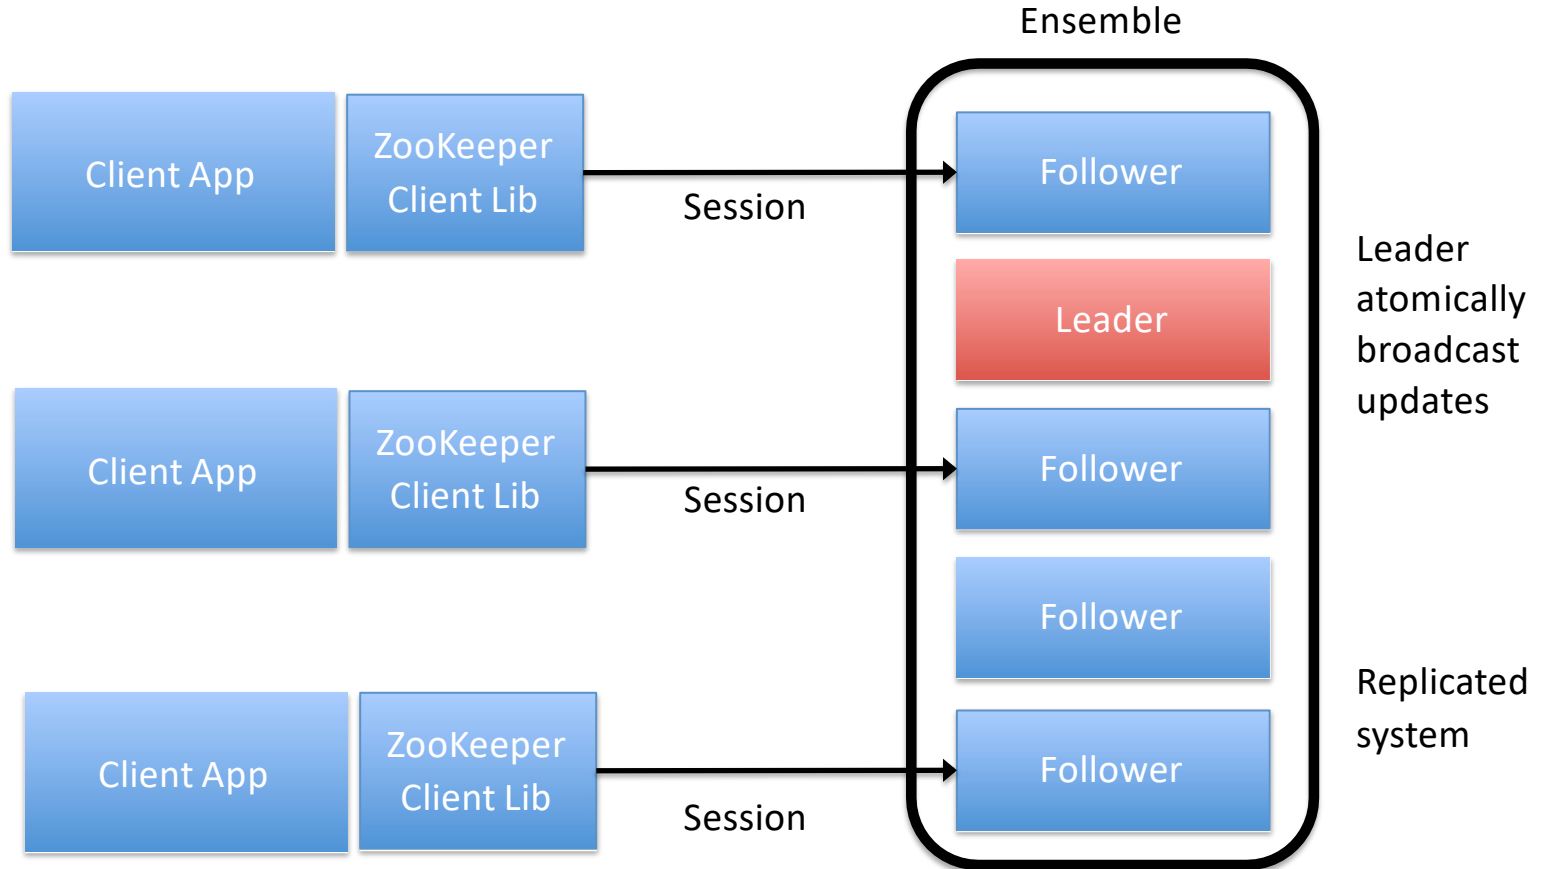 Ensemble
Client App
ZooKeeper
Client Lib
Session
Follower
Leader
Leader
atomically
broadcast
updates
Client App
ZooKeeper
Client Lib
Session
Follower
Follower
Replicated
system
Client App
ZooKeeper
Client Lib
Session
Follower